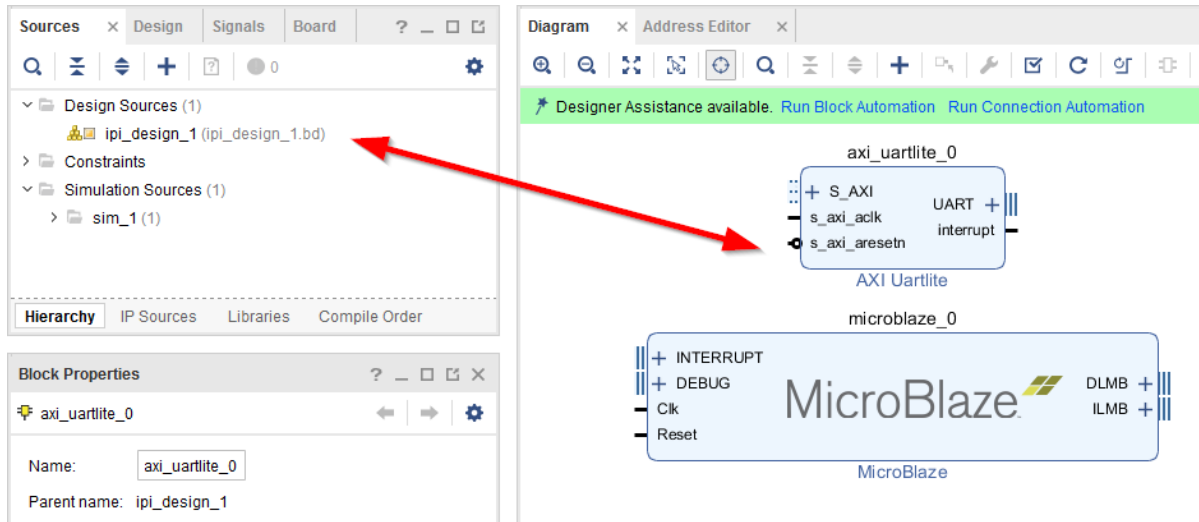 Sources × Design Signals Board ? _
0
Design Sources (1)
ipi_design_1 (ipi_design_1.bd)
Constraints
Simulation Sources (1)
sim_1 (1)
Hierarchy IP Sources Libraries Compile Order
Block Properties ? _ ×
axi_uartlite_0
Name: axi_uartlite_0
Parent name: ipi_design_1
Diagram × Address Editor ×
Designer Assistance available. Run Block Automation Run Connection Automation
axi_uartlite_0
S_AXI
UART
s_axi_aclk
interrupt
s_axi_aresetn
AXI Uartlite
microblaze_0
INTERRUPT
DEBUG
Clk
Reset
MicroBlaze
DLMB
ILMB
MicroBlaze